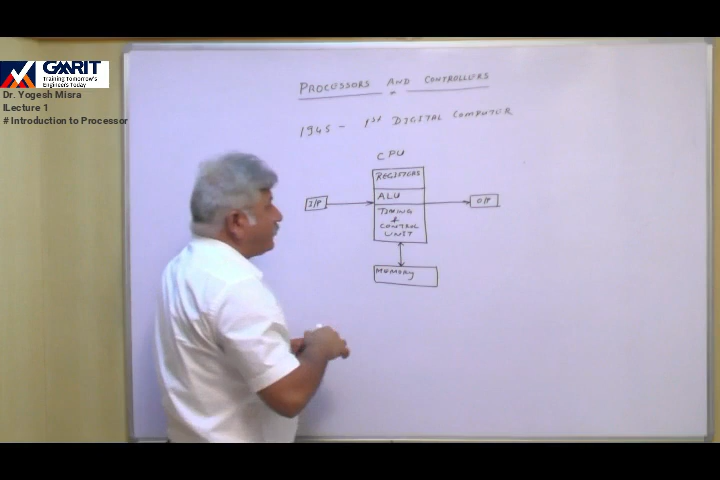 GMRIT
Training Tomorrow's
Engineers Today
Dr. Yogesh Misra
lLecture 1
# Introduction to Processor
PROCESSORS AND CONTROLLERS
1945 - 1st DIGITAL COMPUTER
CPU
REGISTERS
I/P
ALU
O/P
TIMING
+
CONTROL
UNIT
MEMORY